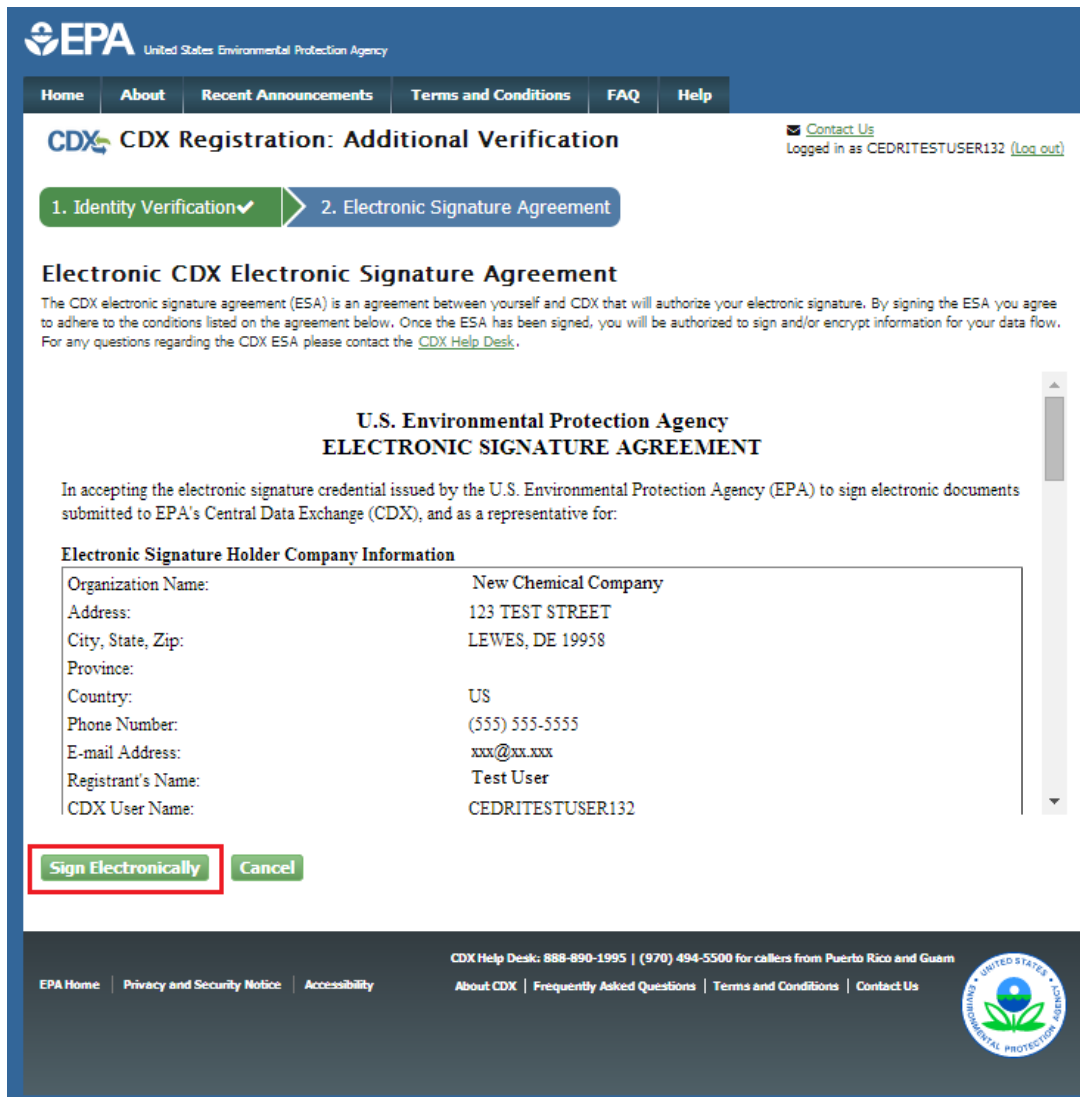 EPA United States Environmental Protection Agency
Home About Recent Announcements Terms and Conditions FAQ Help
CDX CDX Registration: Additional Verification
Contact Us
Logged in as CEDRITESTUSER132 (Log out)
1. Identity Verification✔ 2. Electronic Signature Agreement
Electronic CDX Electronic Signature Agreement
The CDX electronic signature agreement (ESA) is an agreement between yourself and CDX that will authorize your electronic signature. By signing the ESA you agree
to adhere to the conditions listed on the agreement below. Once the ESA has been signed, you will be authorized to sign and/or encrypt information for your data flow.
For any questions regarding the CDX ESA please contact the CDX Help Desk.
U.S. Environmental Protection Agency
ELECTRONIC SIGNATURE AGREEMENT
In accepting the electronic signature credential issued by the U.S. Environmental Protection Agency (EPA) to sign electronic documents
submitted to EPA's Central Data Exchange (CDX), and as a representative for:
Electronic Signature Holder Company Information
Organization Name: New Chemical Company
Address: 123 TEST STREET
City, State, Zip: LEWES, DE 19958
Province:
Country: US
Phone Number: (555) 555-5555
E-mail Address: xxx@xx.xxx
Registrant's Name: Test User
CDX User Name: CEDRITESTUSER132
Sign Electronically Cancel
CDX Help Desk: 888-890-1995 | (970) 494-5500 for callers from Puerto Rico and Guam
EPA Home | Privacy and Security Notice | Accessibility
About CDX | Frequently Asked Questions | Terms and Conditions | Contact Us
UNITED STATES ENVIRONMENTAL PROTECTION AGENCY